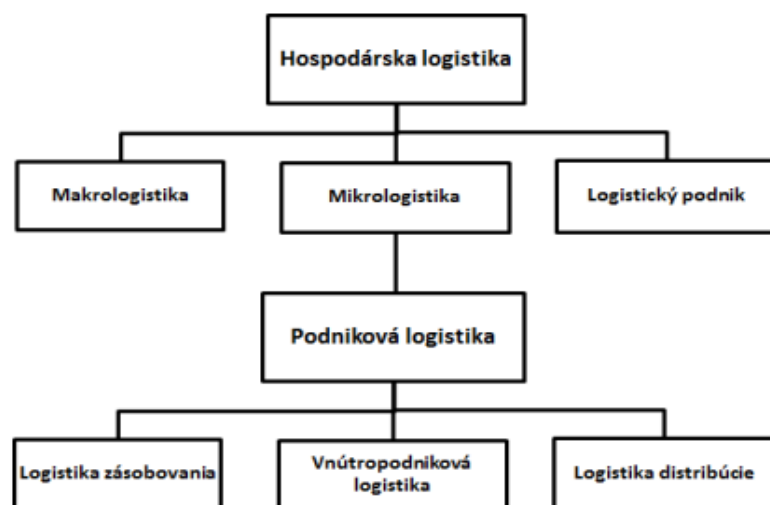 Hospodárska logistika
Makrologistika
Mikrologistika
Logistický podnik
Podniková logistika
Logistika zásobovania
Vnútropodniková
logistika
Logistika distribúcie